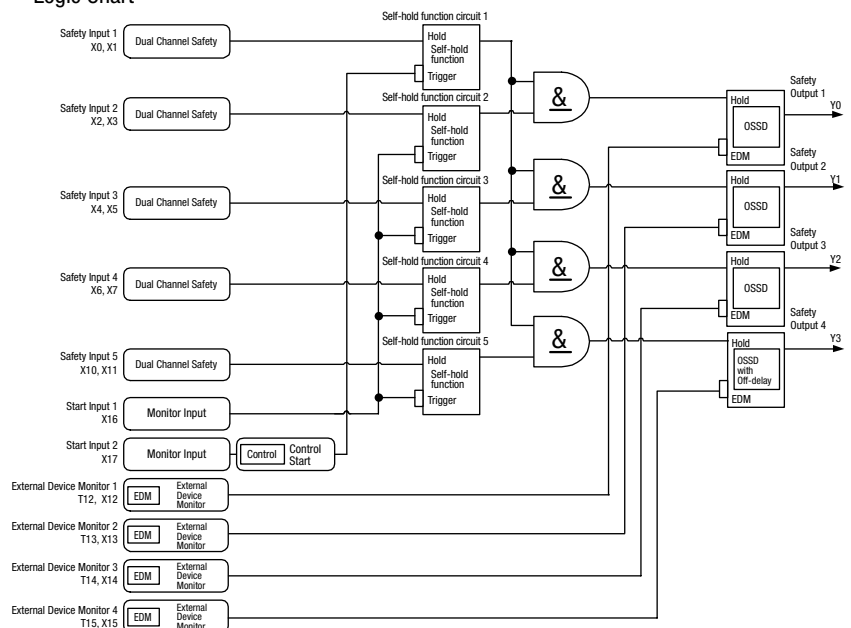 Logic Chart
Self-hold function circuit 1
Safety Input 1
X0, X1
Dual Channel Safety
Hold
Self-hold
function
Trigger
Self-hold function circuit 2
Safety Input 2
X2, X3
Dual Channel Safety
Hold
Self-hold
function
Trigger
Self-hold function circuit 3
Safety Input 3
X4, X5
Dual Channel Safety
Hold
Self-hold
function
Trigger
Self-hold function circuit 4
Safety Input 4
X6, X7
Dual Channel Safety
Hold
Self-hold
function
Trigger
Self-hold function circuit 5
Safety Input 5
X10, X11
Dual Channel Safety
Hold
Self-hold
function
Trigger
Start Input 1
X16
Monitor Input
Start Input 2
X17
Monitor Input
Control
Control
Start
External Device Monitor 1
T12, X12
EDM
External
Device
Monitor
External Device Monitor 2
T13, X13
EDM
External
Device
Monitor
External Device Monitor 3
T14, X14
EDM
External
Device
Monitor
External Device Monitor 4
T15, X15
EDM
External
Device
Monitor
&
&
&
&
Safety
Output 1
Hold
OSSD
EDM
Y0
Safety
Output 2
Hold
OSSD
EDM
Y1
Safety
Output 3
Hold
OSSD
EDM
Y2
Safety
Output 4
Hold
OSSD
with
Off-delay
EDM
Y3